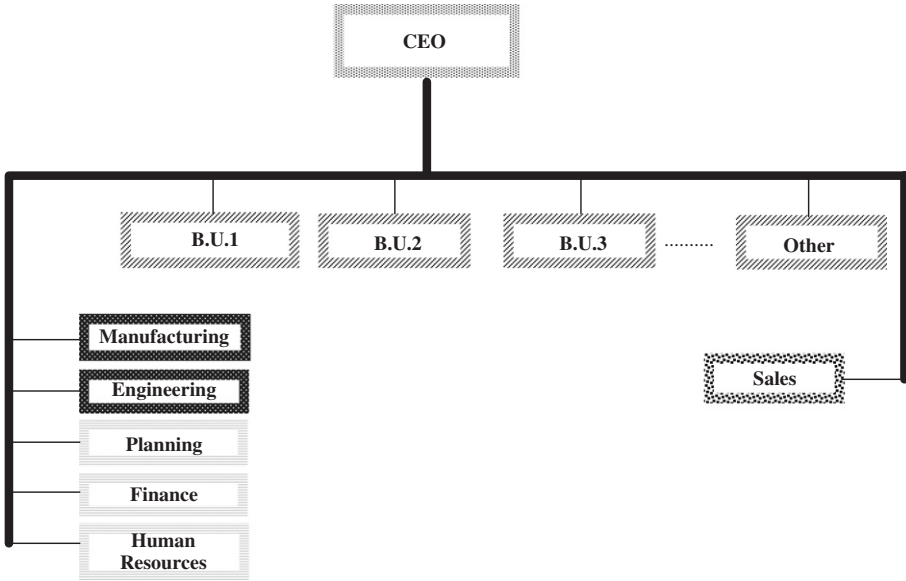 CEO
B.U.1
B.U.2
B.U.3
..........
Other
Manufacturing
Engineering
Planning
Finance
Human
Resources
Sales